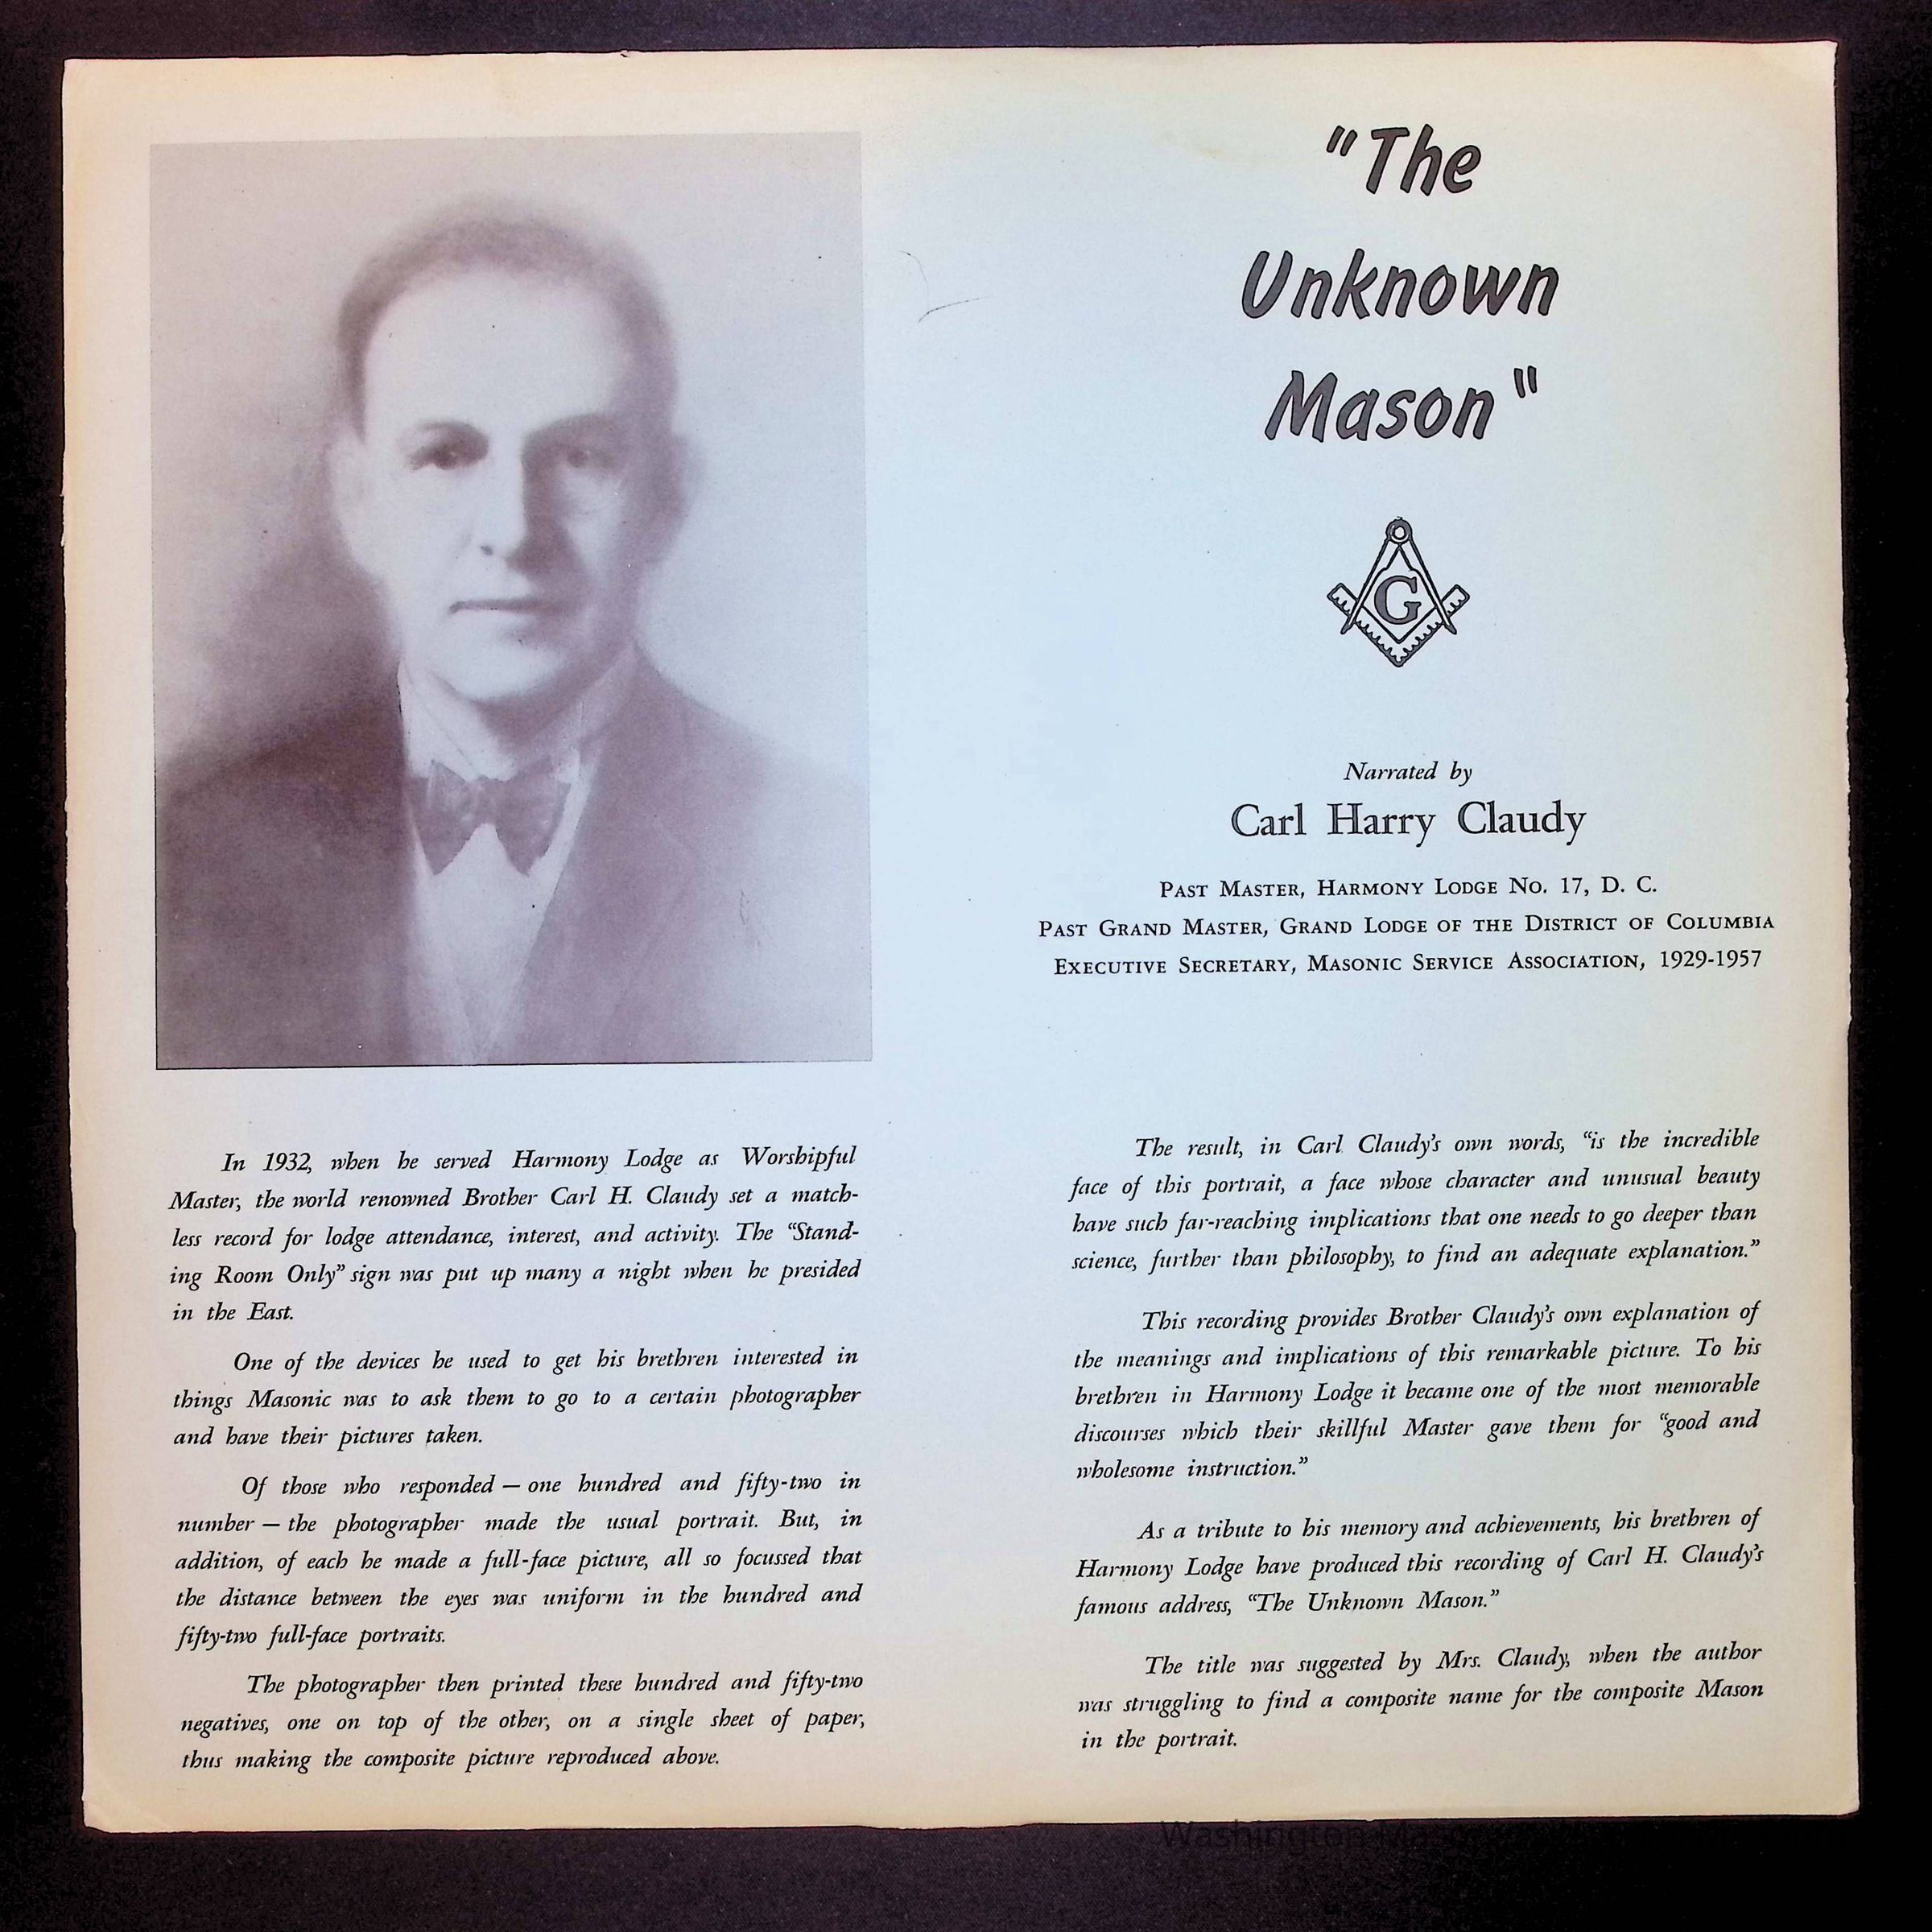 "The
Unknown
Mason"
G
Narrated by
Carl Harry Claudy
Past Master, Harmony Lodge No. 17, D. C.
Past Grand Master, Grand Lodge of the District of Columbia
Executive Secretary, Masonic Service Association, 1929-1957
In 1932, when he served Harmony Lodge as Worshipful
Master, the world renowned Brother Carl H. Claudy set a match-
less record for lodge attendance, interest, and activity. The “Stand-
ing Room Only” sign was put up many a night when he presided
in the East.
One of the devices he used to get his brethren interested in
things Masonic was to ask them to go to a certain photographer
and have their pictures taken.
Of those who responded — one hundred and fifty-two in
number — the photographer made the usual portrait. But, in
addition, of each he made a full-face picture, all so focussed that
the distance between the eyes was uniform in the hundred and
fifty-two full-face portraits.
The photographer then printed these hundred and fifty-two
negatives, one on top of the other, on a single sheet of paper,
thus making the composite picture reproduced above.
The result, in Carl Claudy's own words, “is the incredible
face of this portrait, a face whose character and unusual beauty
have such far-reaching implications that one needs to go deeper than
science, further than philosophy, to find an adequate explanation.”
This recording provides Brother Claudy's own explanation of
the meanings and implications of this remarkable picture. To his
brethren in Harmony Lodge it became one of the most memorable
discourses which their skillful Master gave them for “good and
wholesome instruction.”
As a tribute to his memory and achievements, his brethren of
Harmony Lodge have produced this recording of Carl H. Claudy's
famous address, “The Unknown Mason.”
The title was suggested by Mrs. Claudy, when the author
was struggling to find a composite name for the composite Mason
in the portrait.
Washington